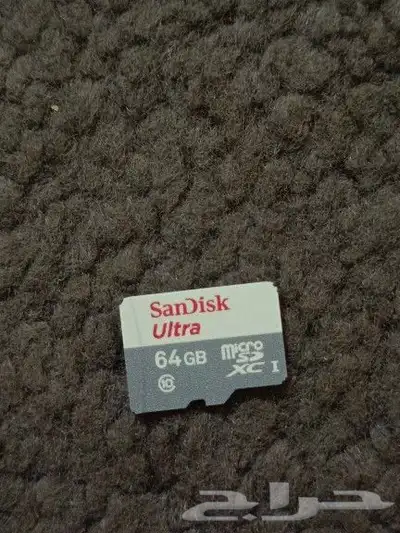 SanDisk
Ultra
64GB micro SD XC I
10
حراج